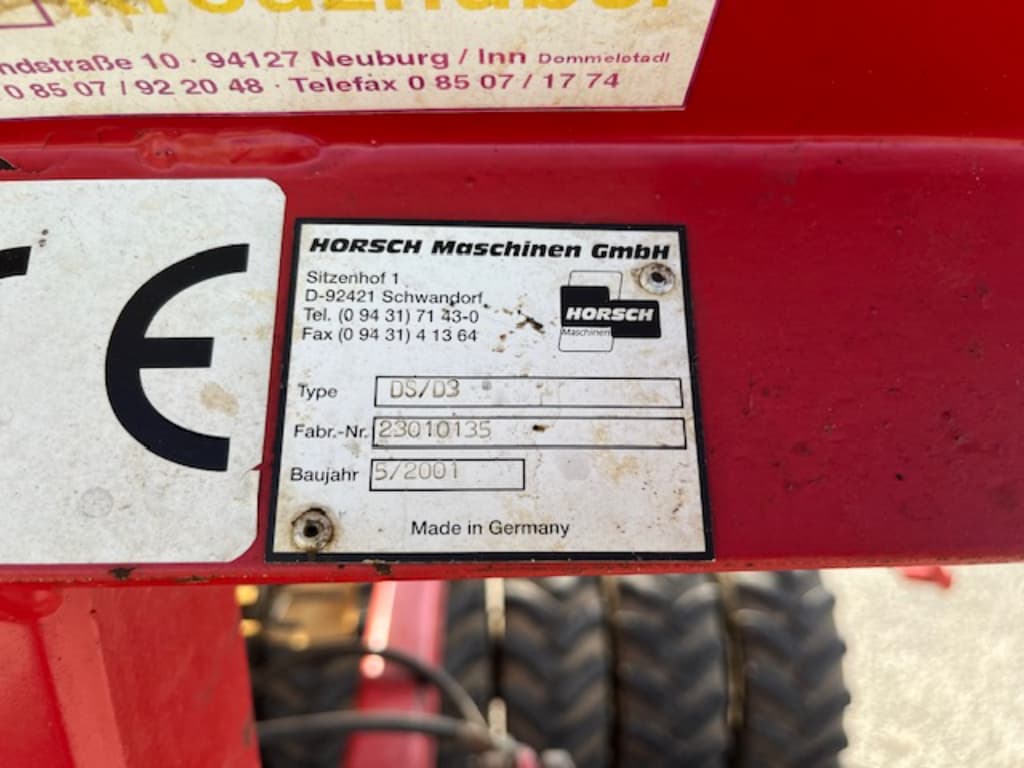 ndstraße 10 · 94127 Neuburg / Inn Dommelstadl
0 85 07 / 92 20 48 · Telefax 0 85 07 / 17 74
CE
HORSCH Maschinen GmbH
Sitzenhof 1
D-92421 Schwandorf
Tel. (0 94 31) 71 43-0
Fax (0 94 31) 4 13 64
HORSCH
Maschinen
Type DS/D3
Fabr.-Nr. 23010135
Baujahr 5/2001
Made in Germany